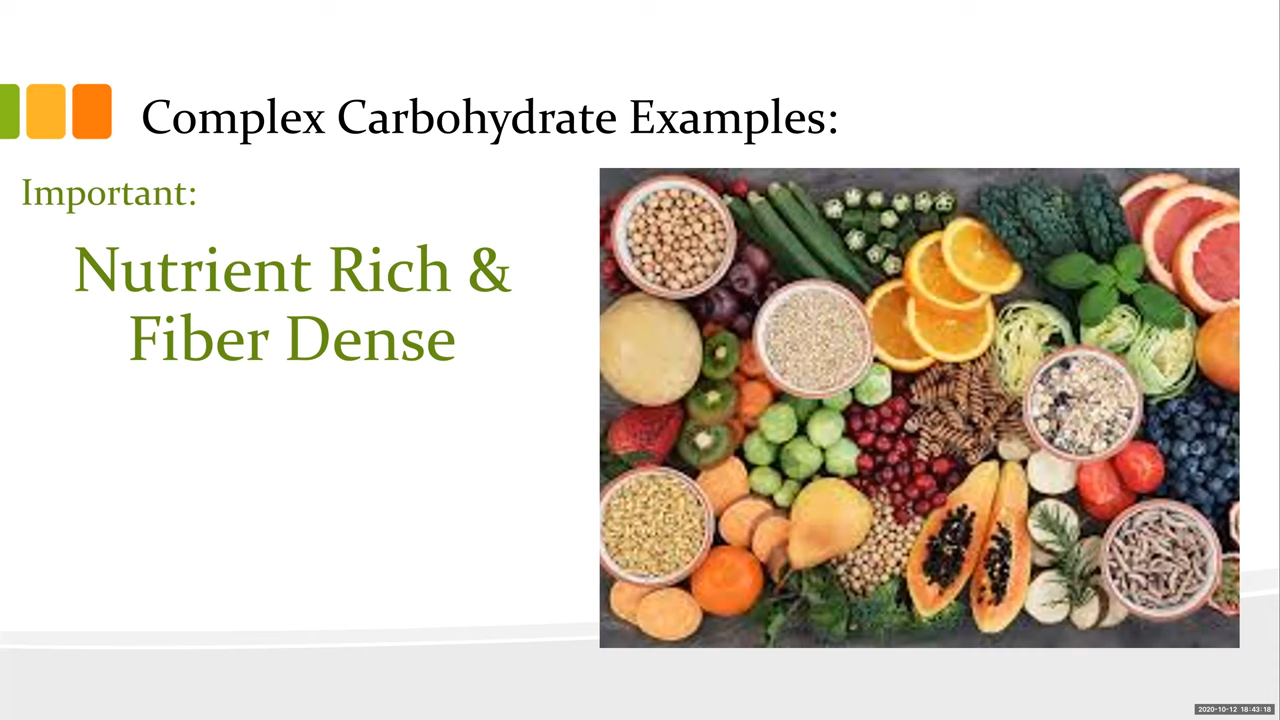 Complex Carbohydrate Examples:
Important:
Nutrient Rich &
Fiber Dense
2020-10-12 18:43:18